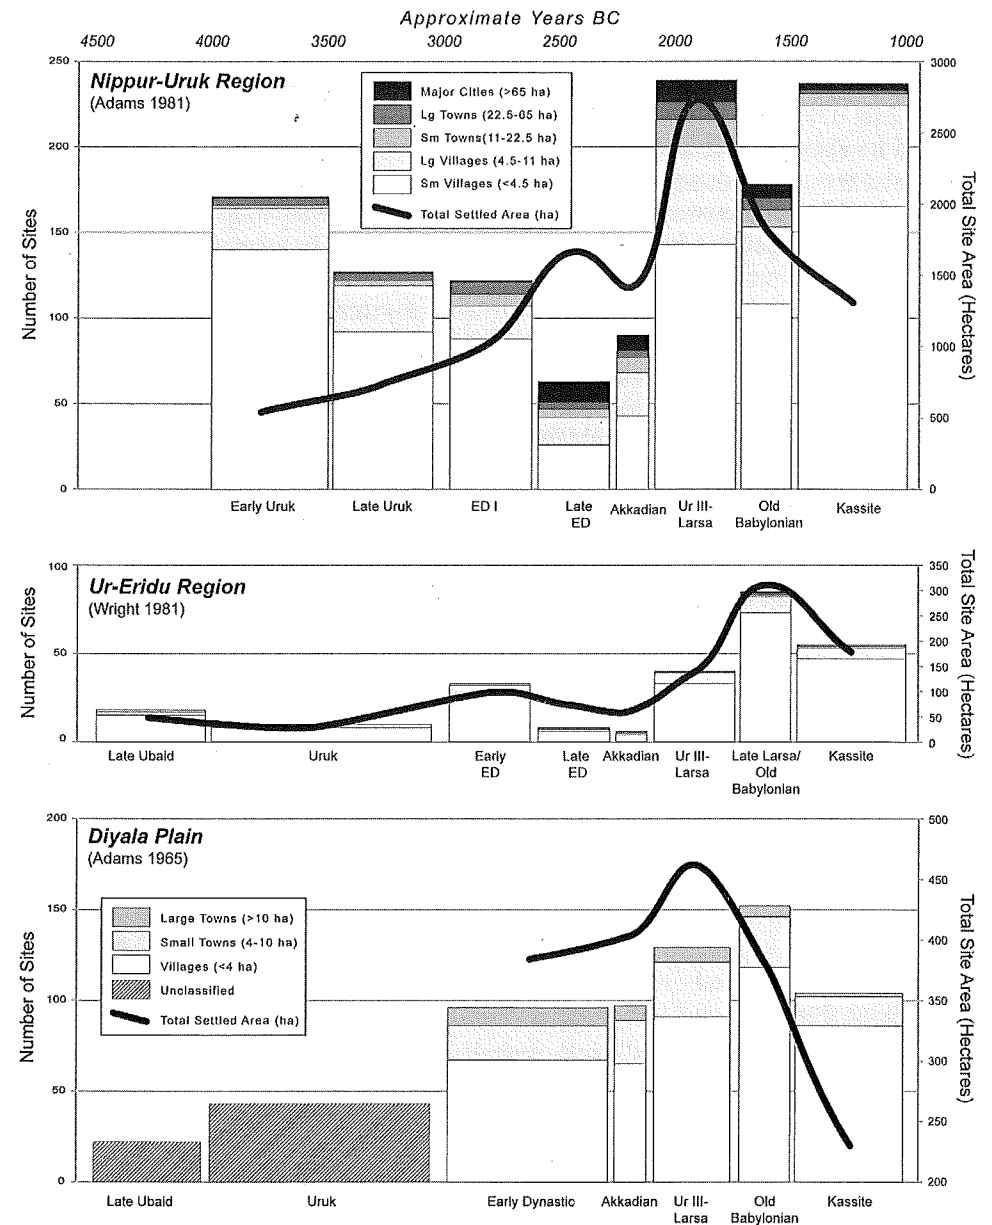 Approximate Years BC
4500 4000 3500 3000 2500 2000 1500 1000
Nippur-Uruk Region
(Adams 1981)
Major Cities (>65 ha)
Lg Towns (22.5-65 ha)
Sm Towns(11-22.5 ha)
Lg Villages (4.5-11 ha)
Sm Villages (<4.5 ha)
Total Settled Area (ha)
Number of Sites
250
200
150
100
50
0
Total Site Area (Hectares)
3000
2500
2000
1500
1000
500
0
Early Uruk
Late Uruk
ED I
Late
ED
Akkadian
Ur III-
Larsa
Old
Babylonian
Kassite
Ur-Eridu Region
(Wright 1981)
Number of Sites
100
50
0
Total Site Area (Hectares)
350
300
250
200
150
100
50
0
Late Ubaid
Uruk
Early
ED
Late
ED
Akkadian
Ur III-
Larsa
Late Larsa/
Old
Babylonian
Kassite
Diyala Plain
(Adams 1965)
Large Towns (>10 ha)
Small Towns (4-10 ha)
Villages (<4 ha)
Unclassified
Total Settled Area (ha)
Number of Sites
200
150
100
50
0
Total Site Area (Hectares)
500
450
400
350
300
250
200
Late Ubaid
Uruk
Early Dynastic
Akkadian
Ur III-
Larsa
Old
Babylonian
Kassite